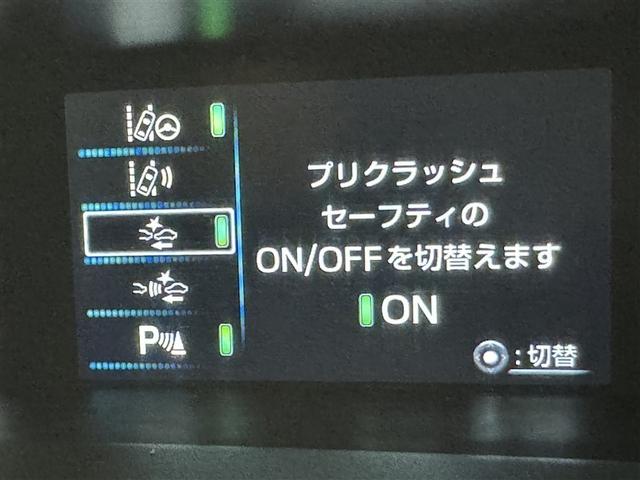 プリクラッシュ
セーフティの
ON/OFFを切替えます
ON
P
:切替